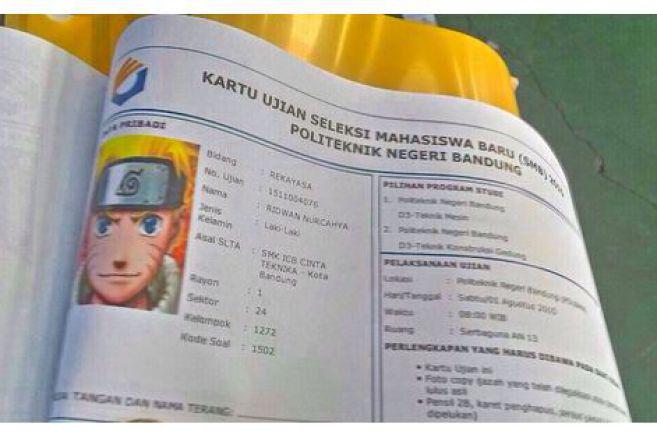 KARTU UJIAN SELEKSI MAHASISWA BARU (SMB)
POLITEKNIK NEGERI BANDUNG
PRIBADI
Bidang : REKAYASA
No. Ujian : 1511004076
Nama : RIDWAN NURCAHYA
Jenis Kelamin : Laki-Laki
Asal SLTA : SMK ICB CINTA
TEKNIKA - Kota
Bandung
Rayon : 1
Sektor : 24
Kelompok : 1272
Kode Soal : 1502
TANGAN DAN NAMA TERANG:
PILIHAN PROGRAM STUDI
1. Politeknik Negeri Bandung
D3-Teknik Mesin
2. Politeknik Negeri Bandung
D3-Teknik Konstruksi Gedung
PELAKSANAAN UJIAN
Lokasi : Politeknik Negeri Bandung
Hari/Tanggal : Sabtu/01 Agustus
Waktu : 08:00 WIB
Ruang : Serbaguna AN 13
PERLENGKAPAN YANG HARUS DIBAWA PADA
• Kartu Ujian ini
• Foto copy ijazah yang telah dilegalisir
lulus asli
• Pensil 2B, karet penghapus,
diperlukan)